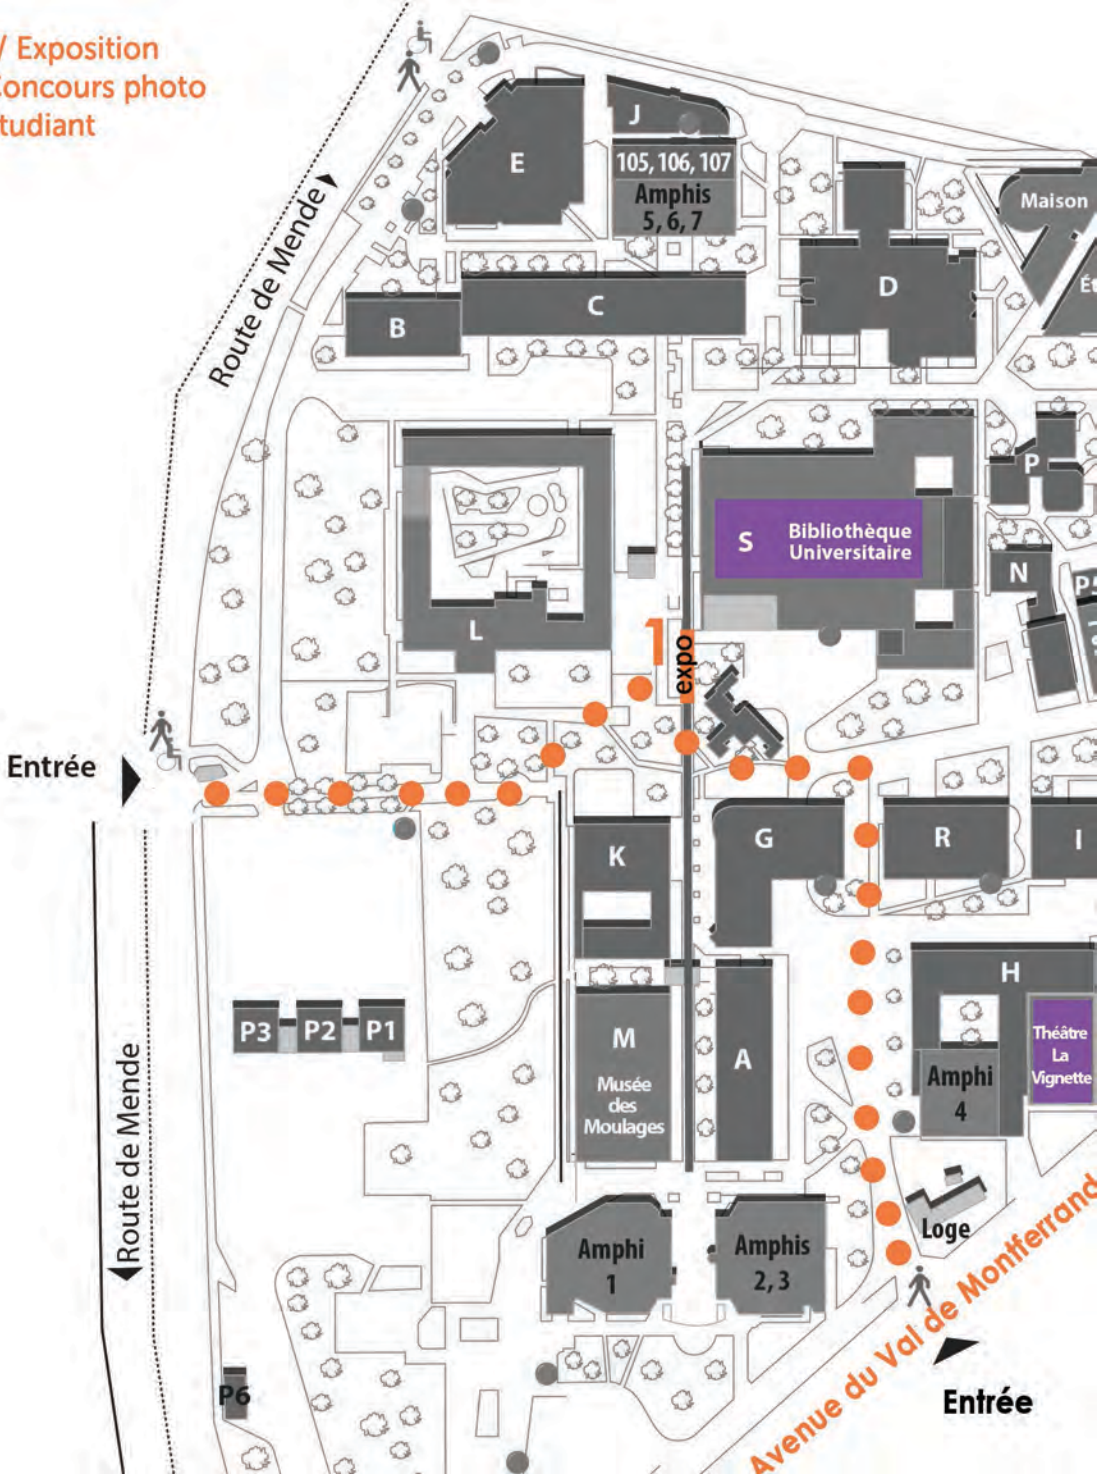 / Exposition
Concours photo
tudiant
Route de Mende
E
J
105, 106, 107
Amphis
5, 6, 7
Maison
D
Ét
C
B
P
S
Bibliothèque
Universitaire
N
P5
L
1
expo
Entrée
K
G
R
I
H
P3
P2
P1
M
Musée
des
Moulages
A
Théâtre
La
Vignette
Amphi
4
Route de Mende
Loge
Amphi
1
Amphis
2, 3
Avenue du Val de Montferrand
P6
Entrée